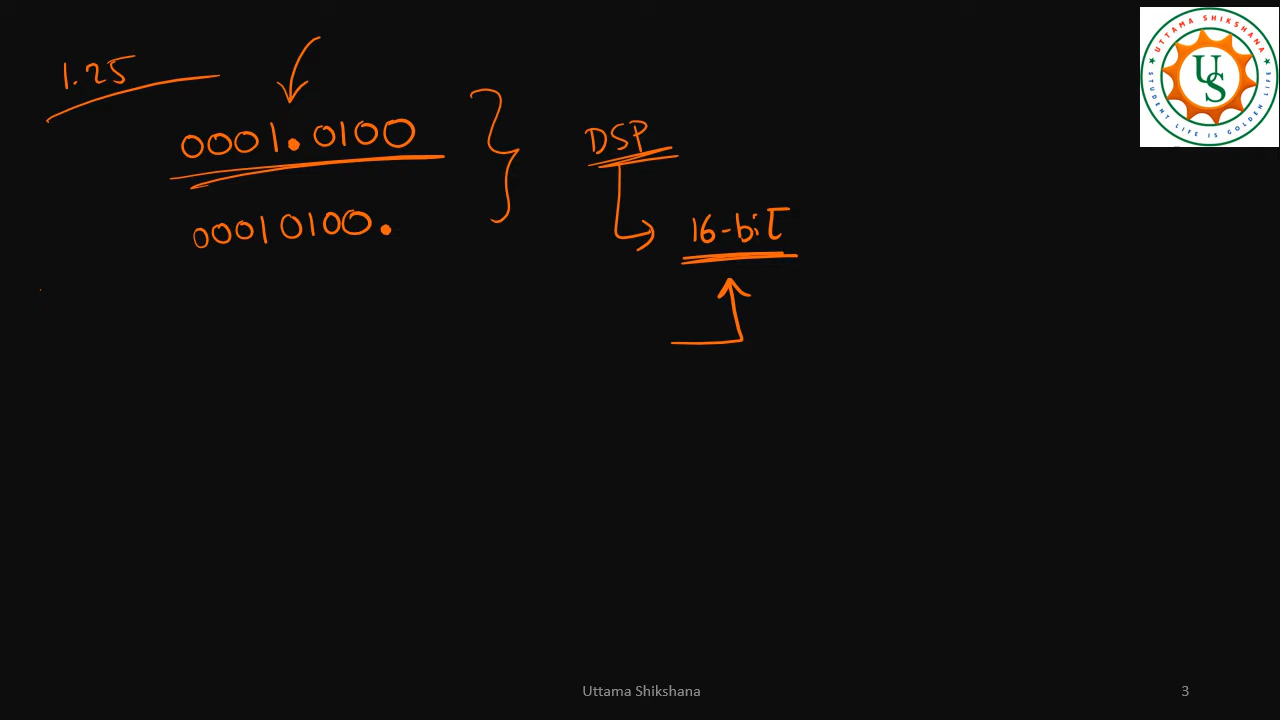 1.25
0001.0100
00010100.
DSP
16-bit
UTTAMA SHIKSHANA
US
STUDENT LIFE IS GOLDEN LIFE
Uttama Shikshana
3